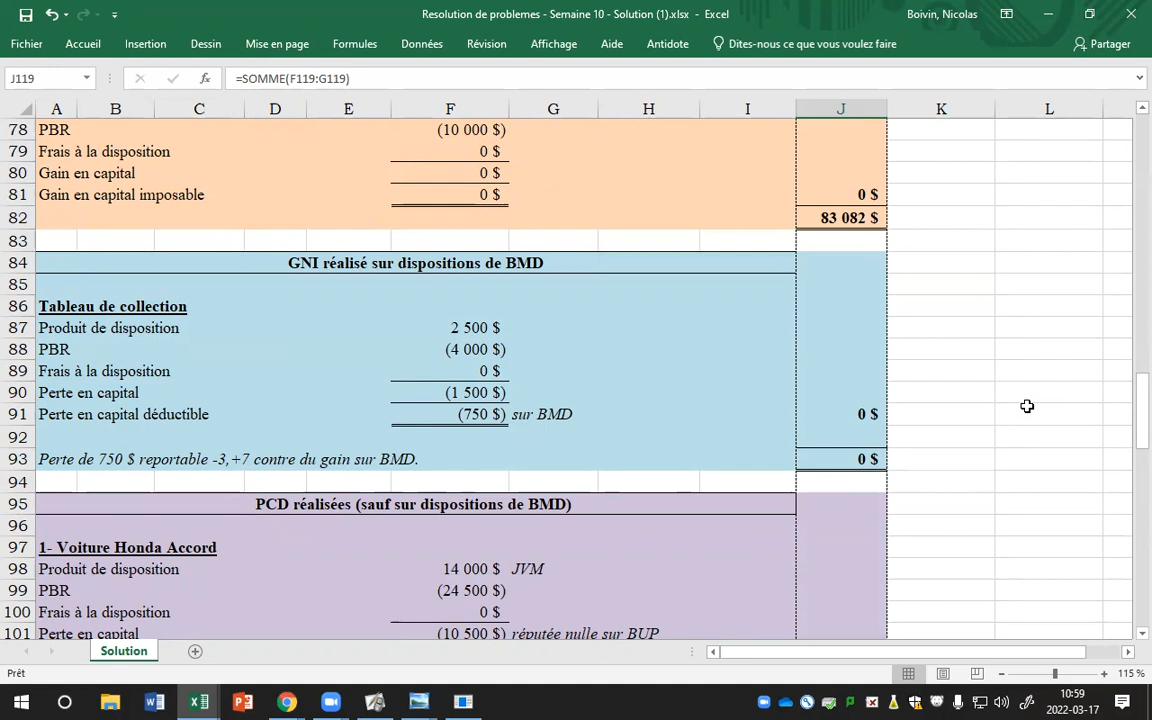 Resolution de problemes - Semaine 10 - Solution (1).xlsx - Excel
Boivin, Nicolas
Fichier Accueil Insertion Dessin Mise en page Formules Données Révision Affichage Aide Antidote Dites-nous ce que vous voulez faire Partager
J119 fx =SOMME(F119:G119)
A B C D E F G H I J K L
78 PBR (10 000 $)
79 Frais à la disposition 0 $
80 Gain en capital 0 $
81 Gain en capital imposable 0 $ 0 $
82 83 082 $
83
84 GNI réalisé sur dispositions de BMD
85
86 Tableau de collection
87 Produit de disposition 2 500 $
88 PBR (4 000 $)
89 Frais à la disposition 0 $
90 Perte en capital (1 500 $)
91 Perte en capital déductible (750 $) sur BMD 0 $
92
93 Perte de 750 $ reportable -3,+7 contre du gain sur BMD. 0 $
94
95 PCD réalisées (sauf sur dispositions de BMD)
96
97 1- Voiture Honda Accord
98 Produit de disposition 14 000 $ JVM
99 PBR (24 500 $)
100 Frais à la disposition 0 $
101 Perte en capital (10 500 $) réputée nulle sur BUP
Solution
Prêt 115 %
10:59
2022-03-17